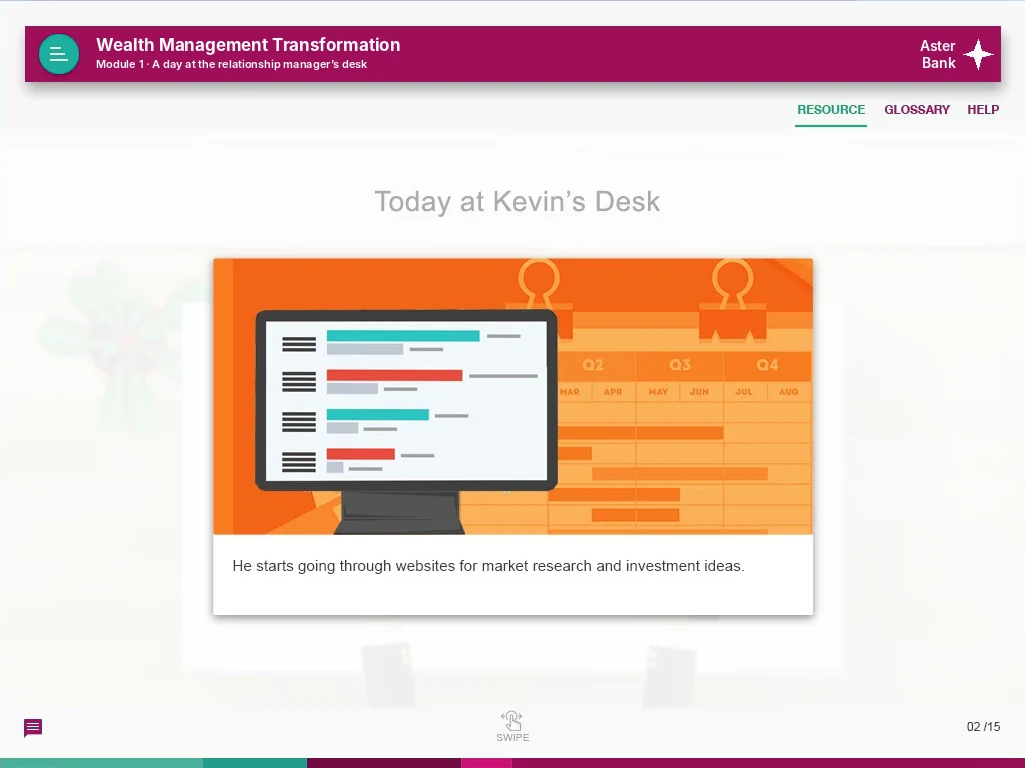 Wealth Management Transformation
Module 1 · A day at the relationship manager’s desk
Aster
Bank
RESOURCE GLOSSARY HELP
Today at Kevin’s Desk
Q2 Q3 Q4
MAR APR MAY JUN JUL AUG
He starts going through websites for market research and investment ideas.
SWIPE
02 /15